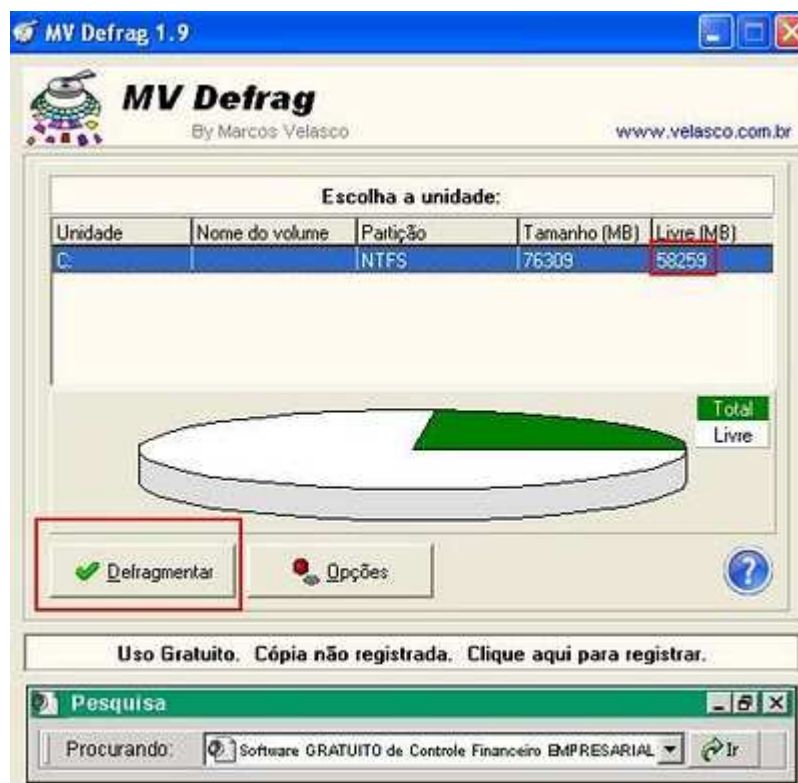 MV Defrag 1.9
MV Defrag
By Marcos Velasco
www.velasco.com.br
Escolha a unidade:
Unidade Nome do volume Partição Tamanho (MB) Livre (MB)
C: NTFS 76309 58259
Total
Livre
Defragmentar Opções ?
Uso Gratuito. Cópia não registrada. Clique aqui para registrar.
Pesquisa
Procurando: Software GRATUITO de Controle Financeiro EMPRESARIAL Ir